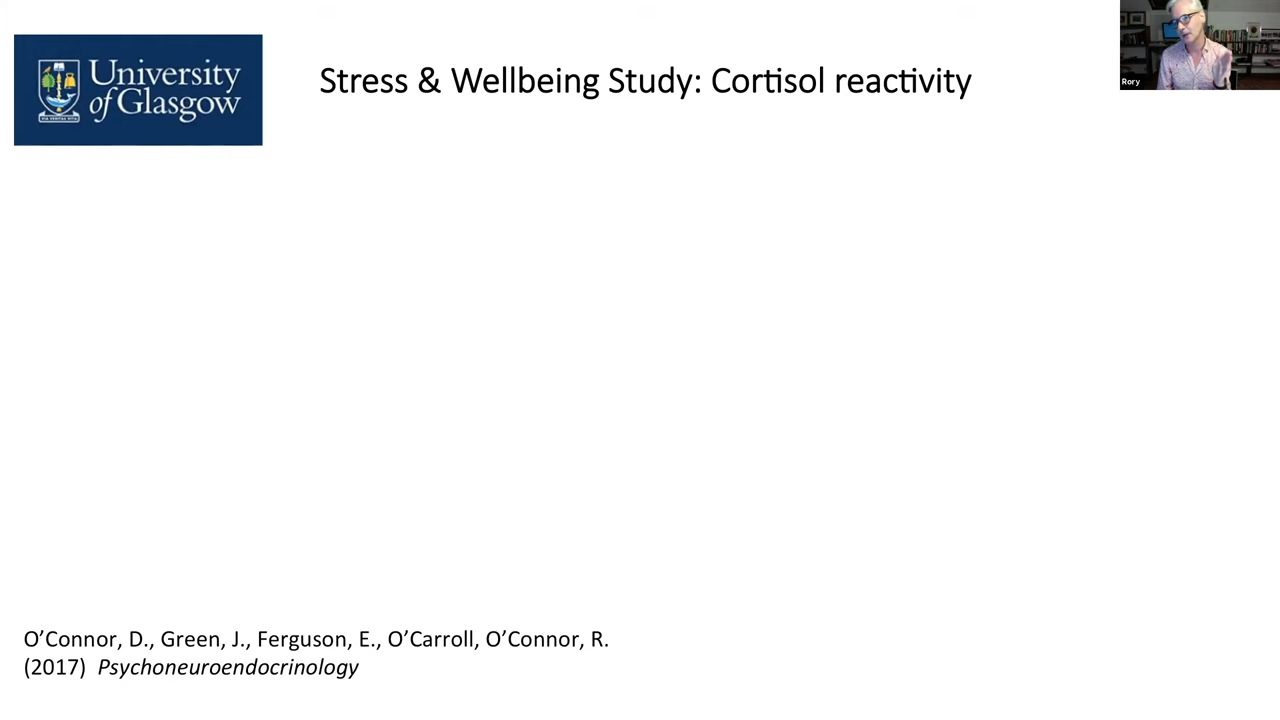 University
of Glasgow
Stress & Wellbeing Study: Cortisol reactivity
Rory
O’Connor, D., Green, J., Ferguson, E., O’Carroll, O’Connor, R.
(2017) Psychoneuroendocrinology